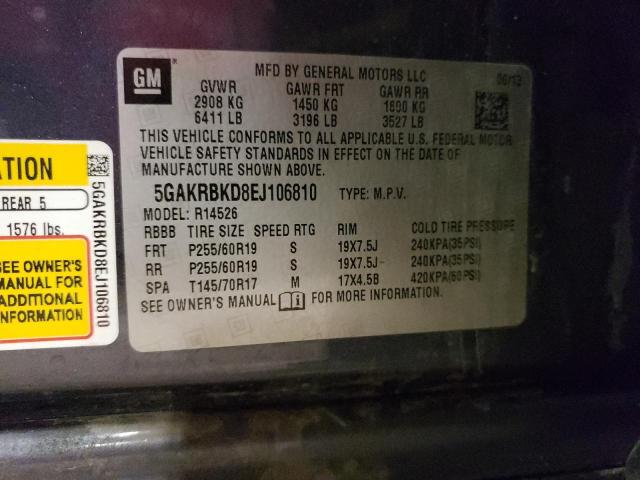 GM
MFD BY GENERAL MOTORS LLC 06/13
GVWR GAWR FRT GAWR RR
2908 KG 1450 KG 1600 KG
6411 LB 3196 LB 3527 LB
THIS VEHICLE CONFORMS TO ALL APPLICABLE U.S. FEDERAL MOTOR
VEHICLE SAFETY STANDARDS IN EFFECT ON THE DATE OF
MANUFACTURE SHOWN ABOVE.
5GAKRBKD8EJ106810 TYPE: M.P.V.
MODEL: R14526
RBBB TIRE SIZE SPEED RTG RIM COLD TIRE PRESSURE
FRT P255/60R19 S 19X7.5J 240KPA(35PSI)
RR P255/60R19 S 19X7.5J 240KPA(35PSI)
SPA T145/70R17 M 17X4.5B 420KPA(60PSI)
SEE OWNER'S MANUAL FOR MORE INFORMATION.
ATION
REAR 5
1576 lbs.
SEE OWNER'S
MANUAL FOR
ADDITIONAL
INFORMATION
5GAKRBKD8EJ106810